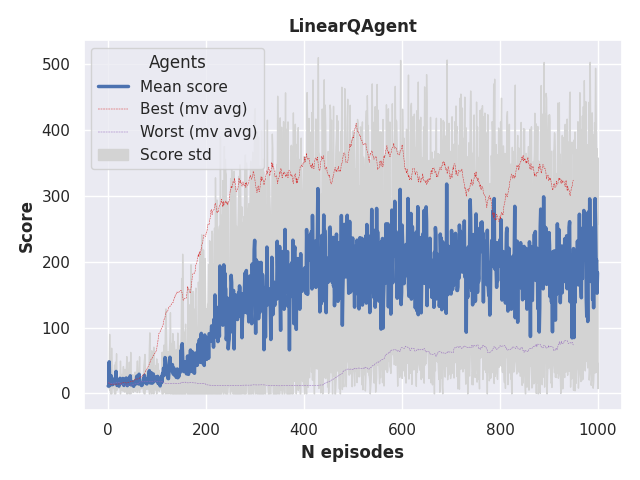 LinearQAgent
Agents
Mean score
Best (mv avg)
Worst (mv avg)
Score std
Score
500
400
300
200
100
0
0
200
400
600
800
1000
N episodes